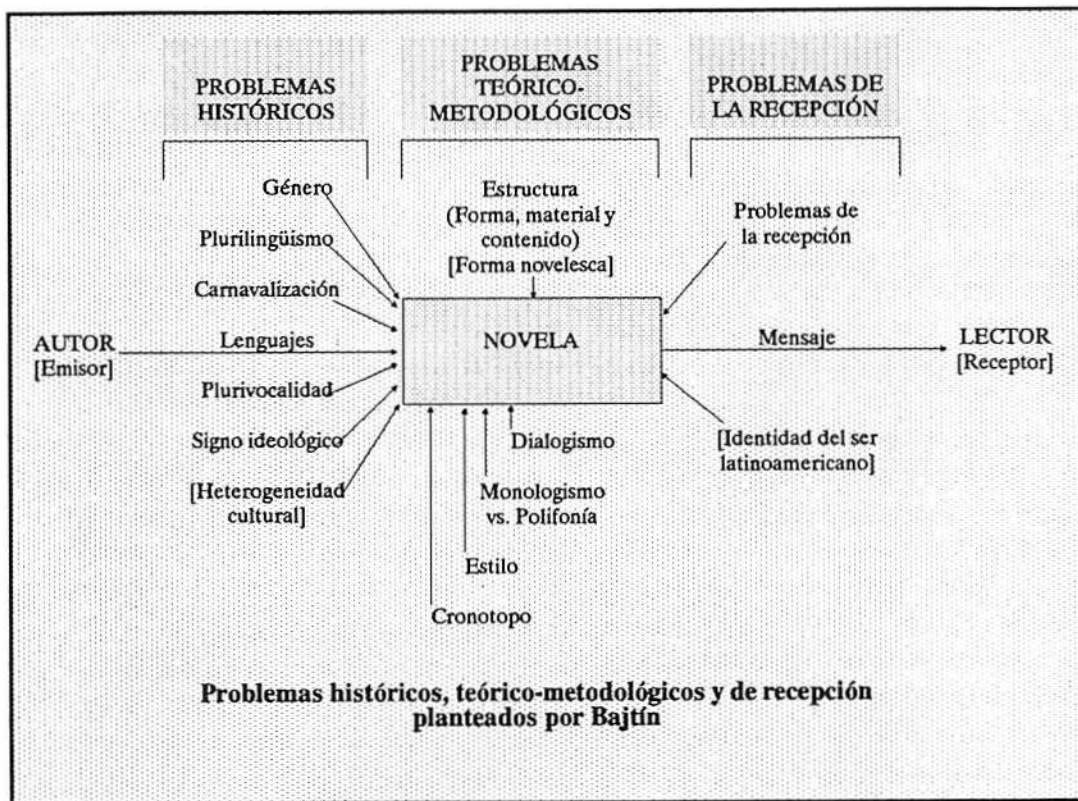 PROBLEMAS
HISTÓRICOS
PROBLEMAS
TEÓRICO-
METODOLÓGICOS
PROBLEMAS DE
LA RECEPCIÓN
Género
Plurilingüismo
Carnavalización
AUTOR
[Emisor]
Lenguajes
Plurivocalidad
Signo ideológico
[Heterogeneidad
cultural]
Estructura
(Forma, material y
contenido)
[Forma novelesca]
NOVELA
Dialogismo
Monologismo
vs. Polifonía
Estilo
Cronotopo
Problemas de
la recepción
Mensaje
LECTOR
[Receptor]
[Identidad del ser
latinoamericano]
Problemas históricos, teórico-metodológicos y de recepción
planteados por Bajtín